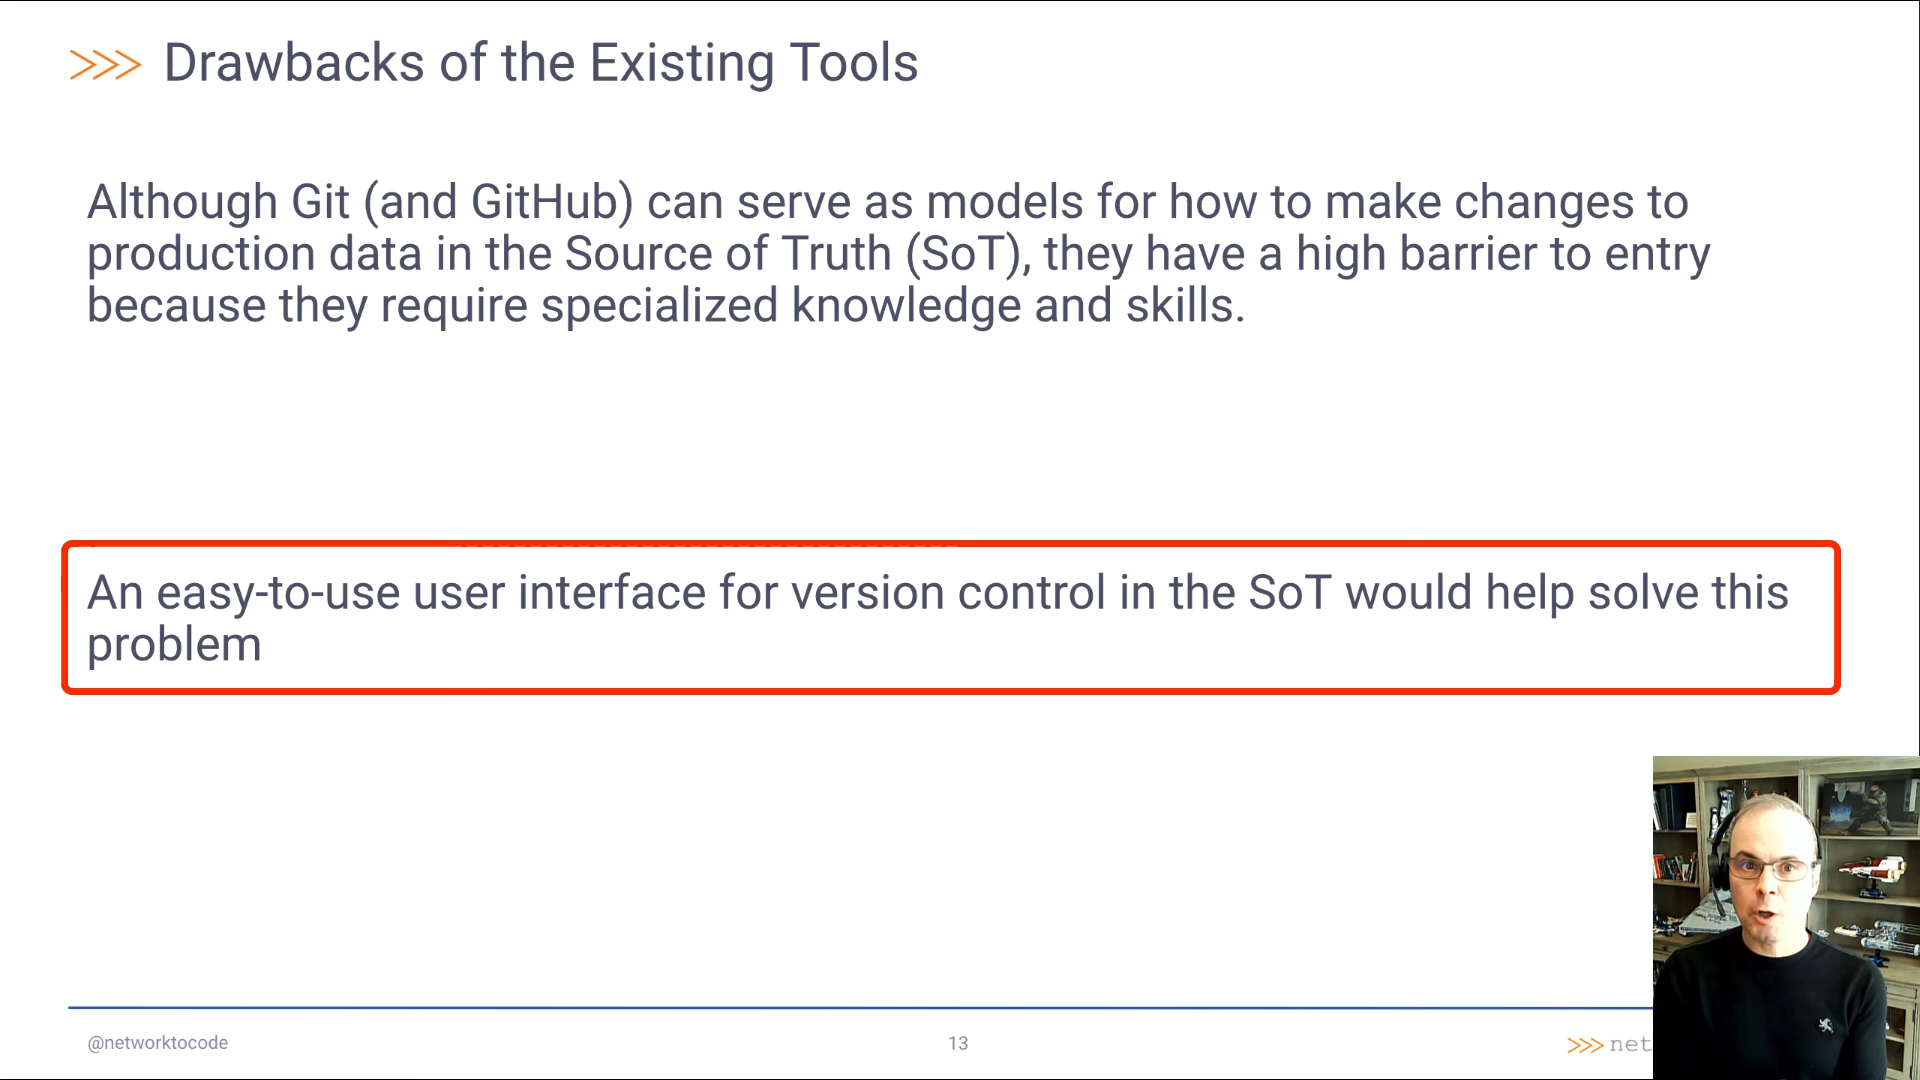 >>> Drawbacks of the Existing Tools
Although Git (and GitHub) can serve as models for how to make changes to
production data in the Source of Truth (SoT), they have a high barrier to entry
because they require specialized knowledge and skills.
An easy-to-use user interface for version control in the SoT would help solve this
problem
@networktocode
13
>>> net